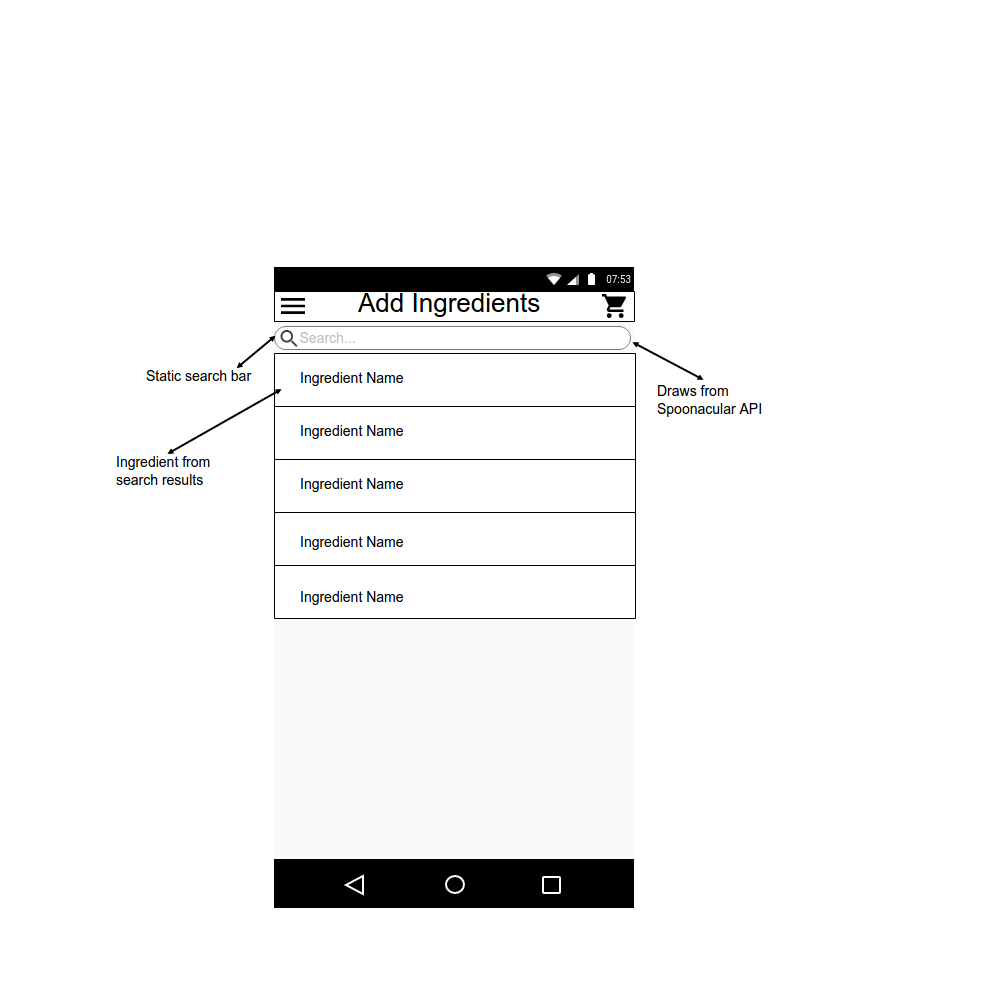 07:53
Add Ingredients
Search...
Static search bar
Ingredient Name
Draws from
Spoonacular API
Ingredient Name
Ingredient from
search results
Ingredient Name
Ingredient Name
Ingredient Name